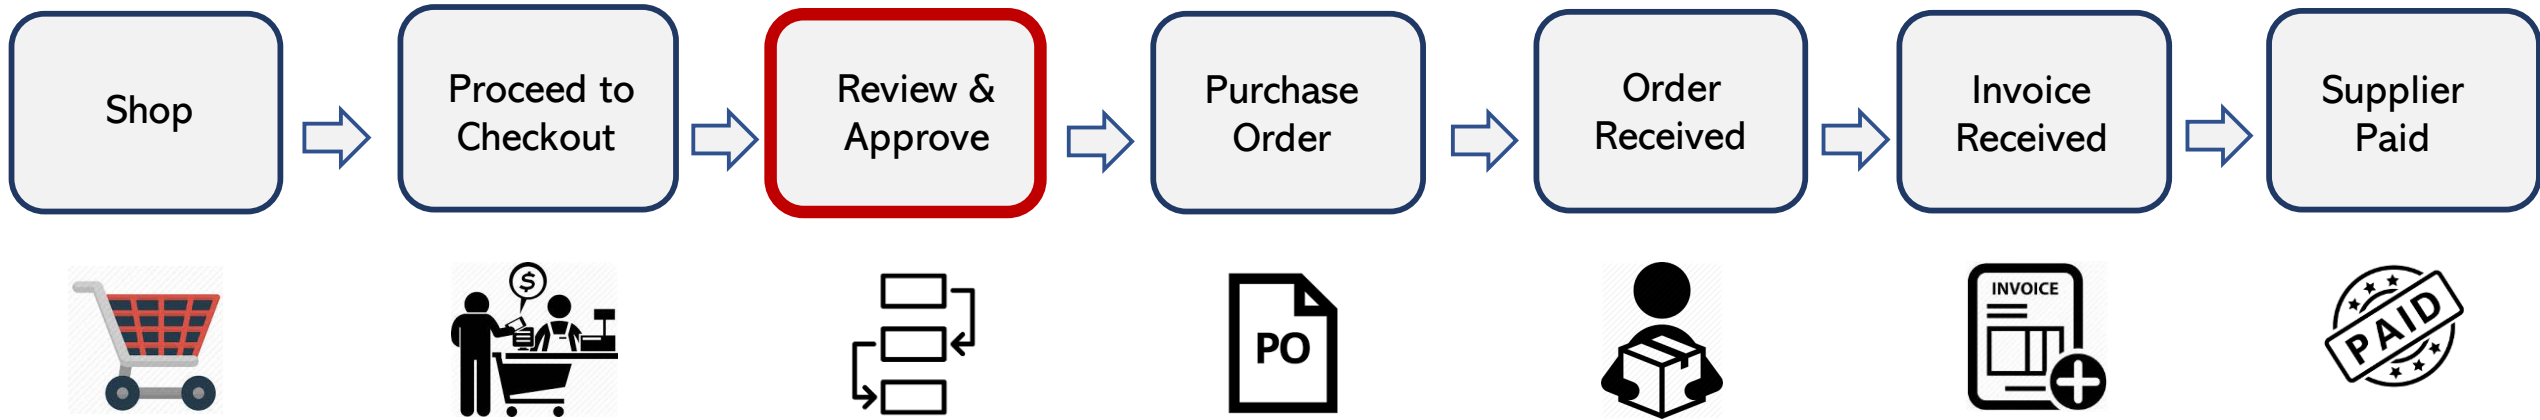 Shop
Proceed to
Checkout
Review &
Approve
Purchase
Order
Order
Received
Invoice
Received
Supplier
Paid
$
PO
INVOICE
PAID